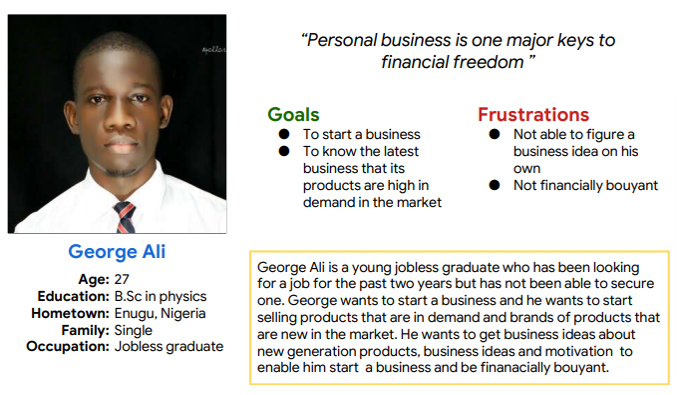 “Personal business is one major keys to
financial freedom ”
Goals
● To start a business
● To know the latest
business that its
products are high in
demand in the market
Frustrations
● Not able to figure a
business idea on his
own
● Not financially bouyant
George Ali
Age: 27
Education: B.Sc in physics
Hometown: Enugu, Nigeria
Family: Single
Occupation: Jobless graduate
George Ali is a young jobless graduate who has been looking
for a job for the past two years but has not been able to secure
one. George wants to start a business and he wants to start
selling products that are in demand and brands of products that
are new in the market. He wants to get business ideas about
new generation products, business ideas and motivation  to
enable him start  a business and be finanacially bouyant.